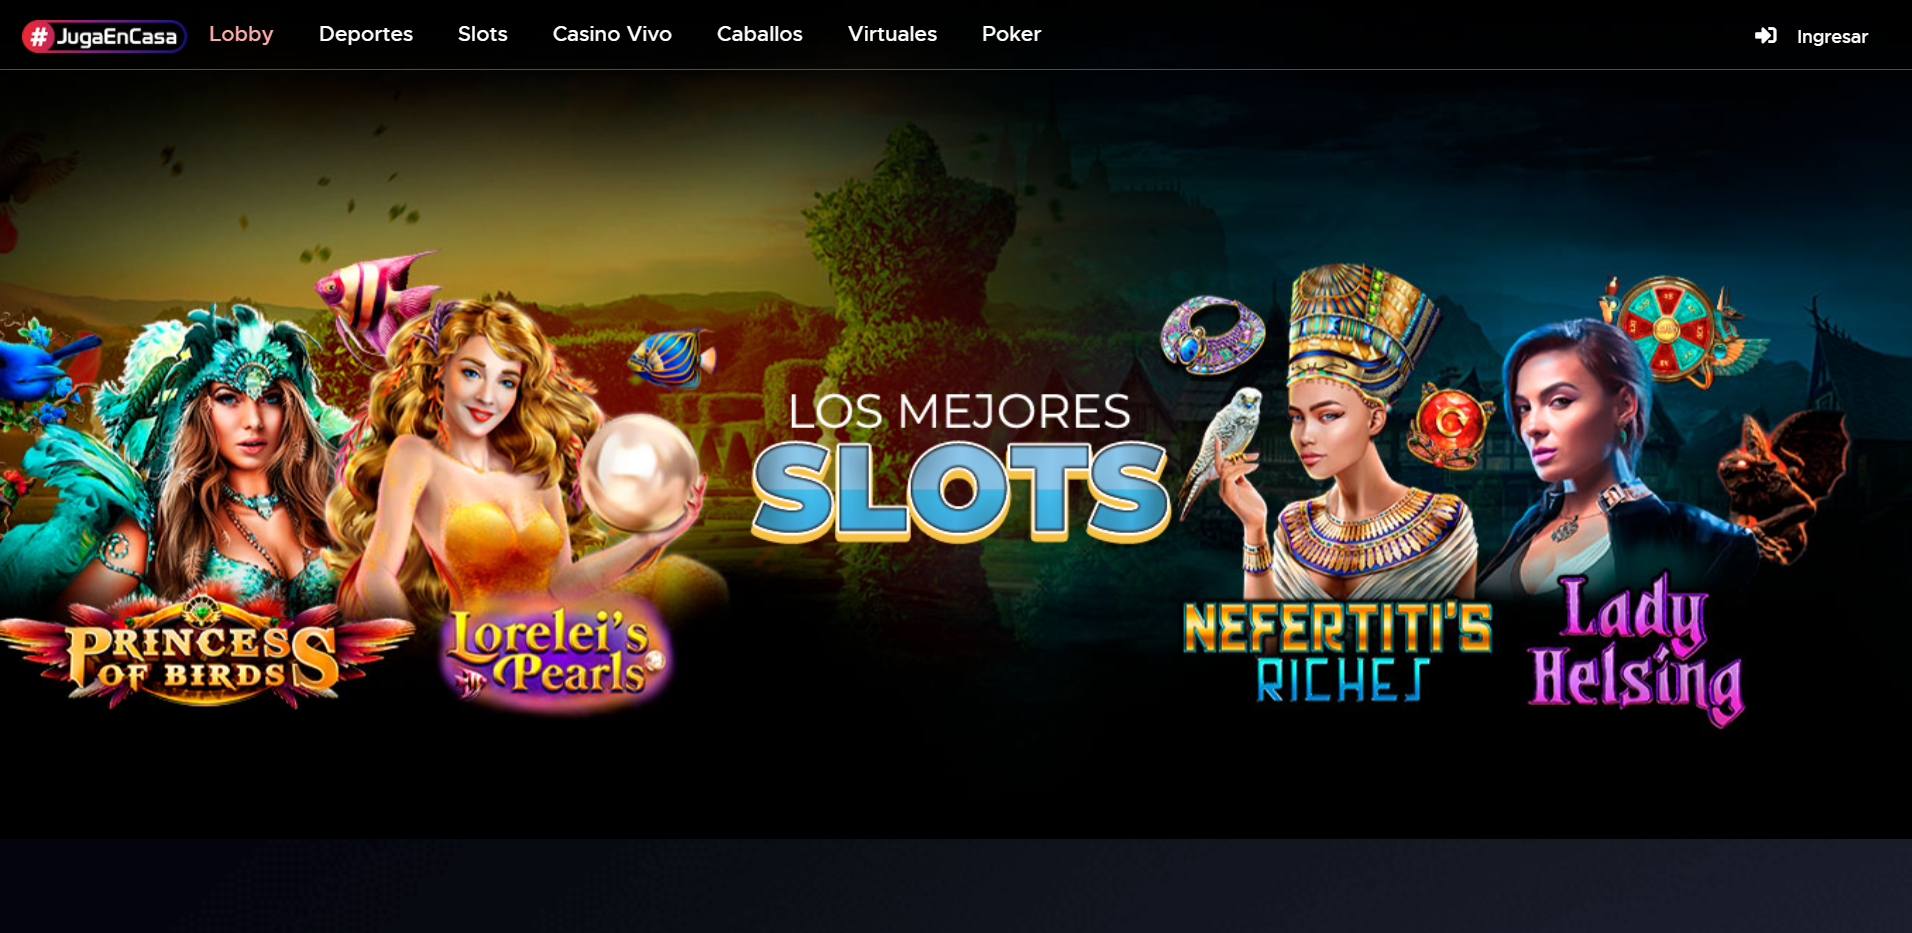 #JugaEnCasa
Lobby
Deportes
Slots
Casino Vivo
Caballos
Virtuales
Poker
Ingresar
LOS MEJORES
SLOTS
PRINCESS
OF BIRDS
Lorelei's
Pearls
NEFERTITI'S
RICHES
Lady
Helsing